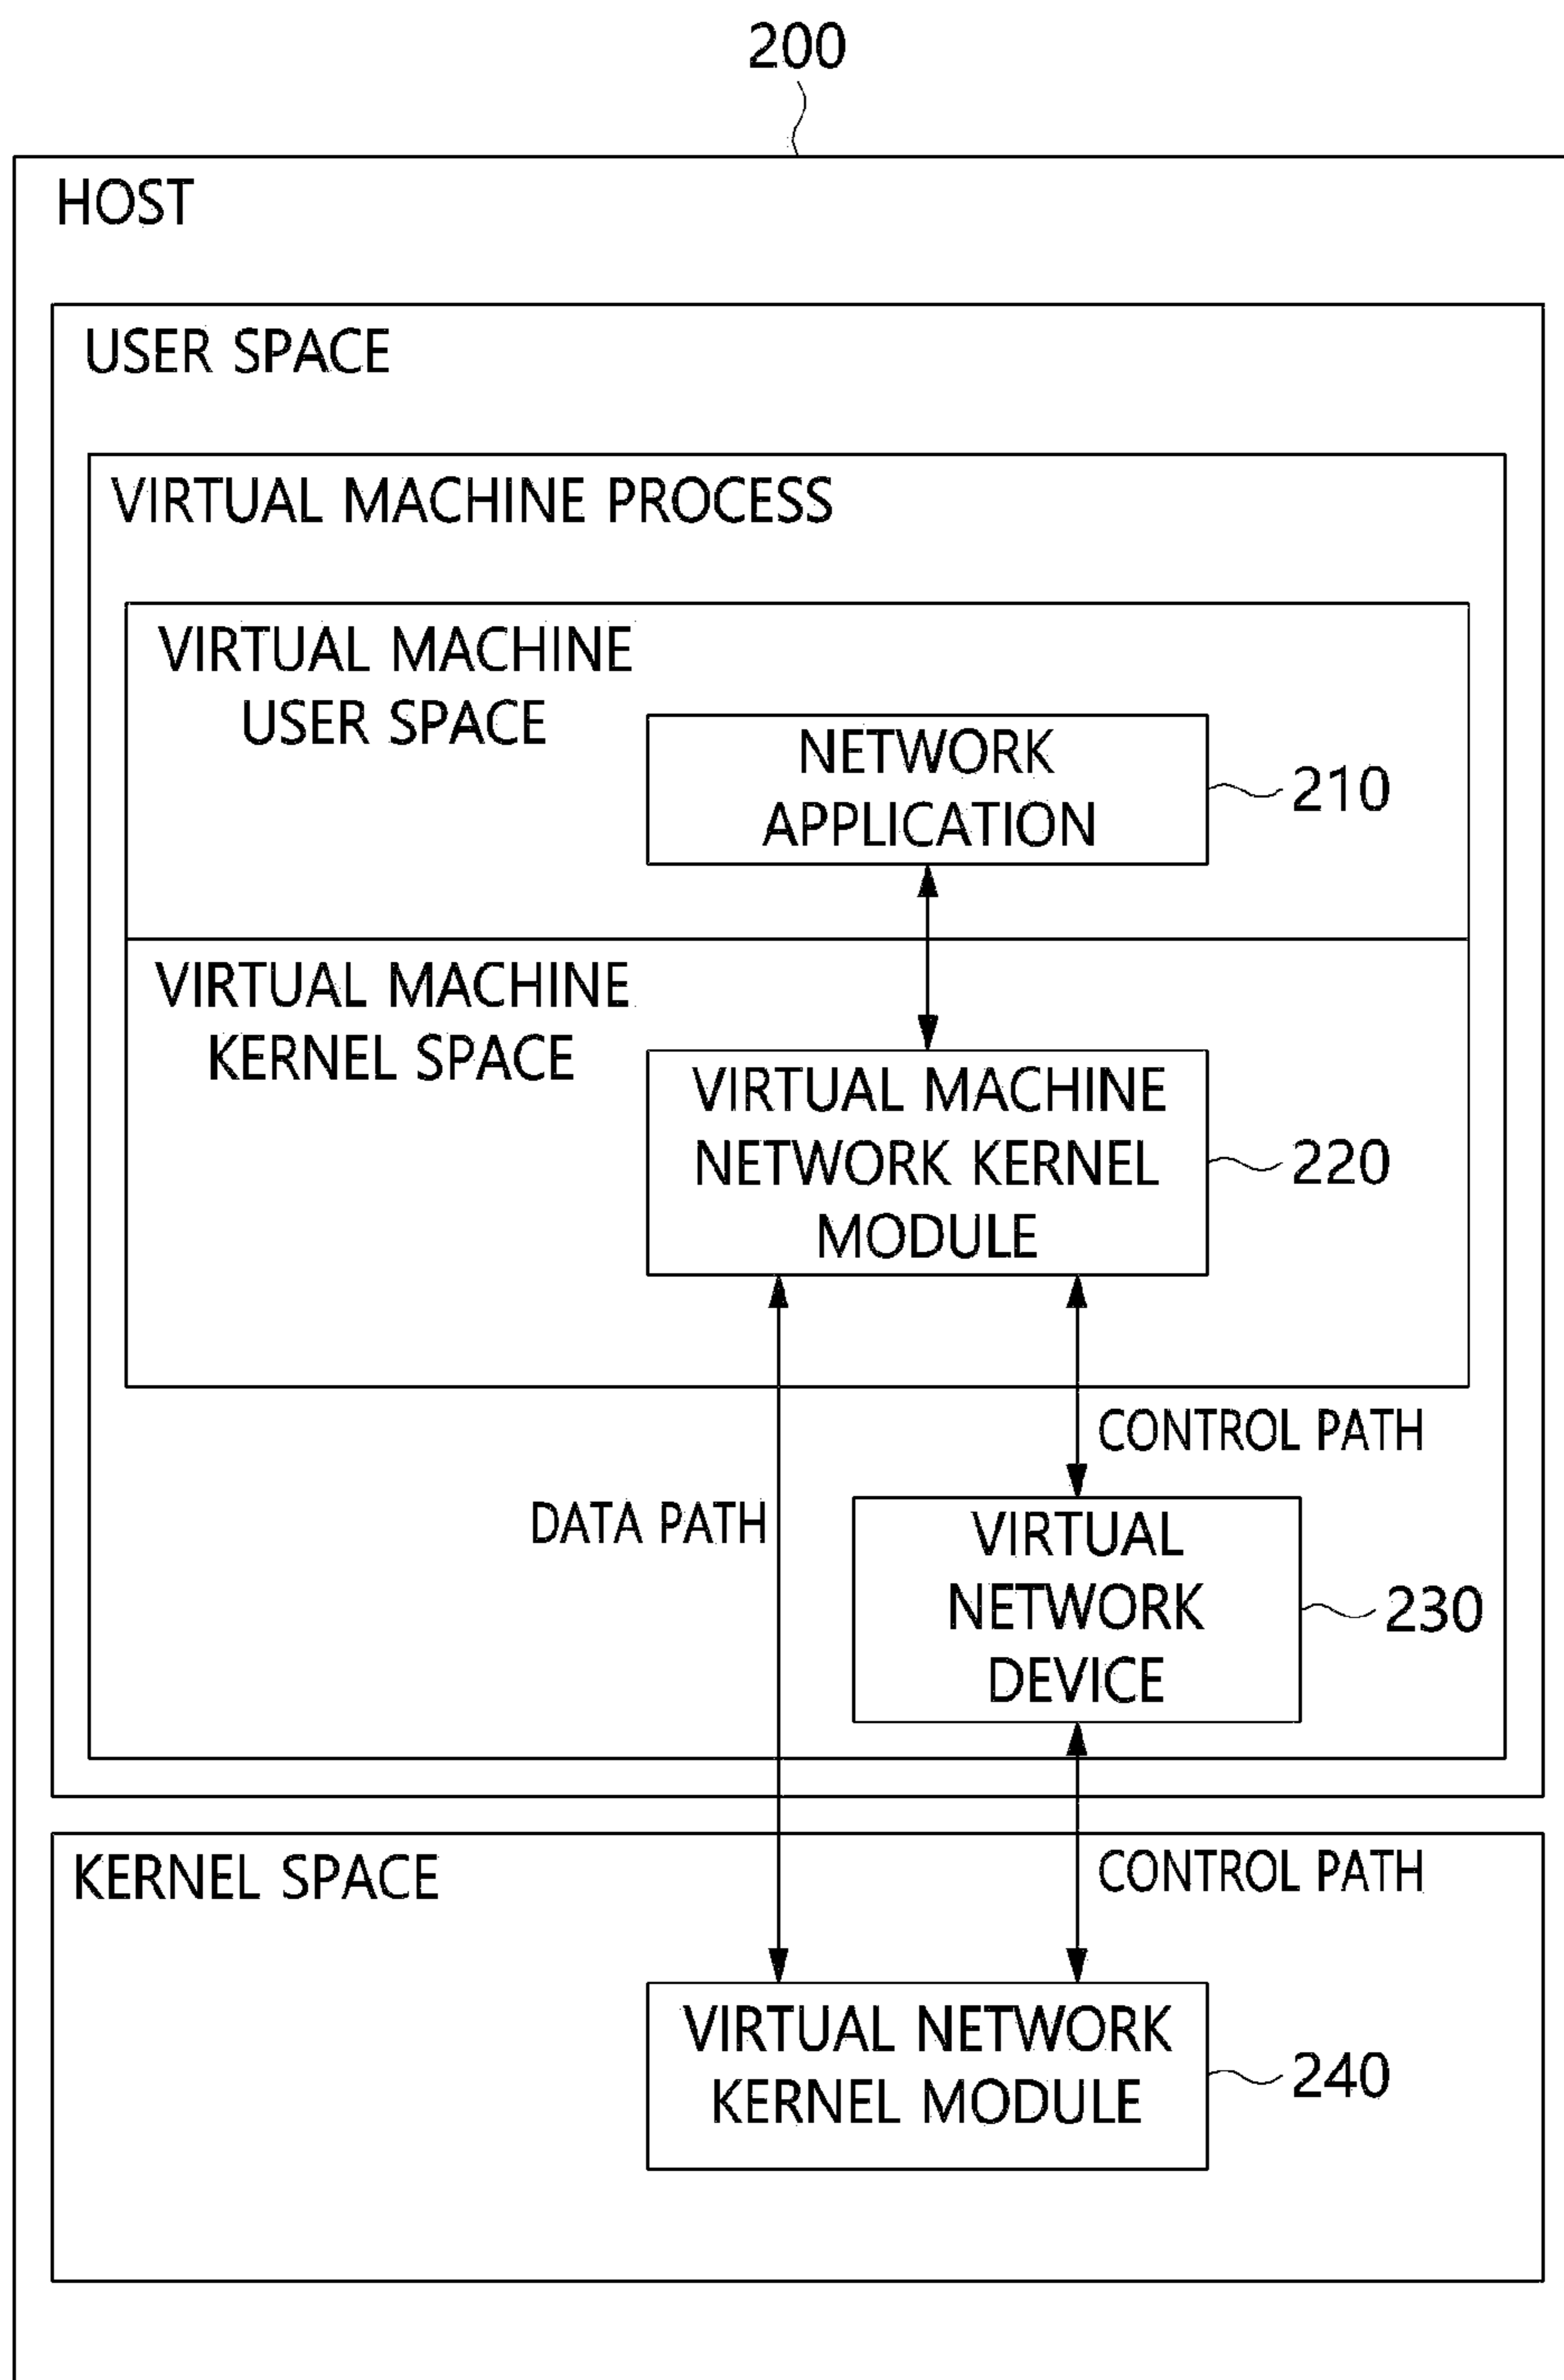 200
HOST
USER SPACE
VIRTUAL MACHINE PROCESS
VIRTUAL MACHINE
USER SPACE
NETWORK
APPLICATION
210
VIRTUAL MACHINE
KERNEL SPACE
VIRTUAL MACHINE
NETWORK KERNEL
MODULE
220
CONTROL PATH
DATA PATH
VIRTUAL
NETWORK
DEVICE
230
KERNEL SPACE
CONTROL PATH
VIRTUAL NETWORK
KERNEL MODULE
240